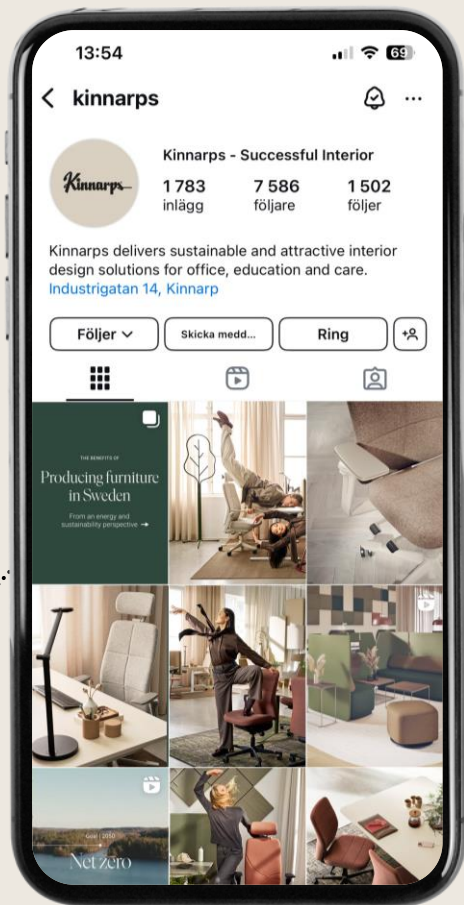 13:54
69
kinnarps
Kinnarps
Kinnarps - Successful Interior
1 783 7 586 1 502
inlägg följare följer
Kinnarps delivers sustainable and attractive interior
design solutions for office, education and care.
Industrigatan 14, Kinnarp
Följer
Skicka medd...
Ring
THE BENEFITS OF
Producing furniture
in Sweden
From an energy and
sustainability perspective →
Goal : 2050
Net zero